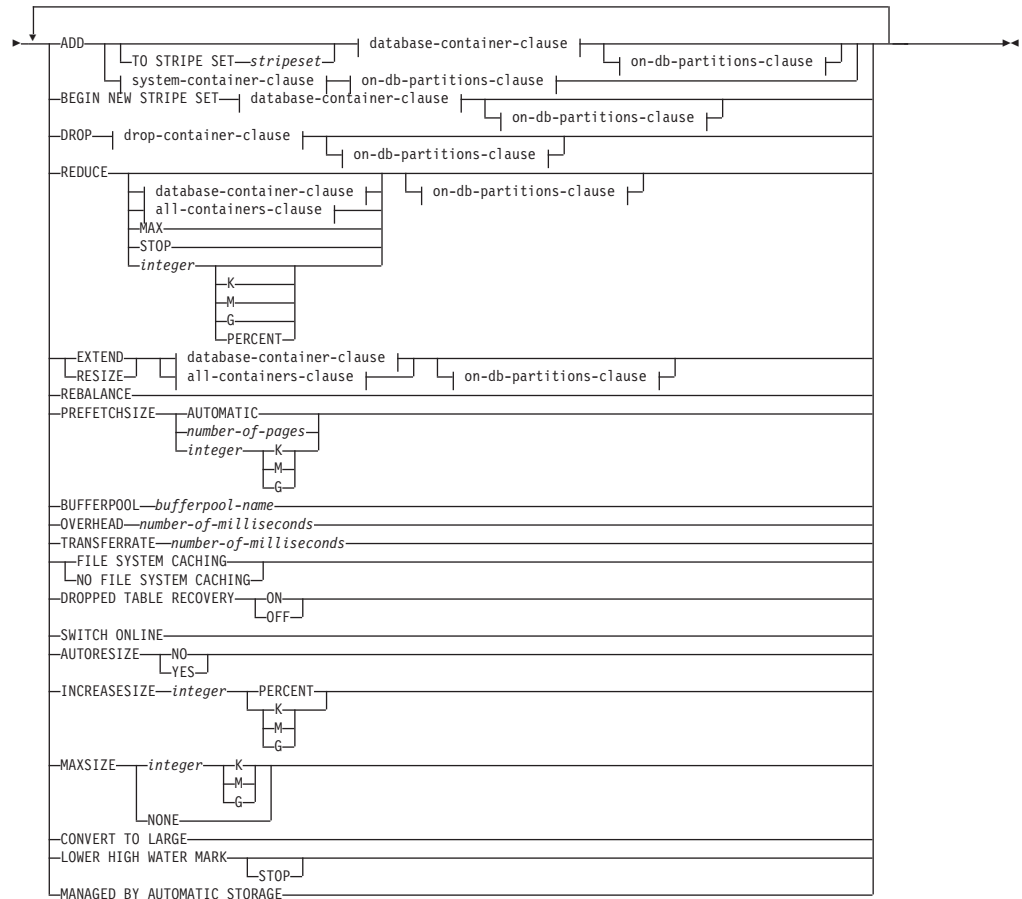 ADD database-container-clause
TO STRIPE SET stripeset on-db-partitions-clause
system-container-clause on-db-partitions-clause
BEGIN NEW STRIPE SET database-container-clause
on-db-partitions-clause
DROP drop-container-clause
on-db-partitions-clause
REDUCE
database-container-clause on-db-partitions-clause
all-containers-clause
MAX
STOP
integer
K
M
G
PERCENT
EXTEND database-container-clause
RESIZE all-containers-clause on-db-partitions-clause
REBALANCE
PREFETCHSIZE AUTOMATIC
number-of-pages
integer K
M
G
BUFFERPOOL bufferpool-name
OVERHEAD number-of-milliseconds
TRANSFERRATE number-of-milliseconds
FILE SYSTEM CACHING
NO FILE SYSTEM CACHING
DROPPED TABLE RECOVERY ON
OFF
SWITCH ONLINE
AUTORESIZE NO
YES
INCREASESIZE integer PERCENT
K
M
G
MAXSIZE integer K
M
G
NONE
CONVERT TO LARGE
LOWER HIGH WATER MARK
STOP
MANAGED BY AUTOMATIC STORAGE